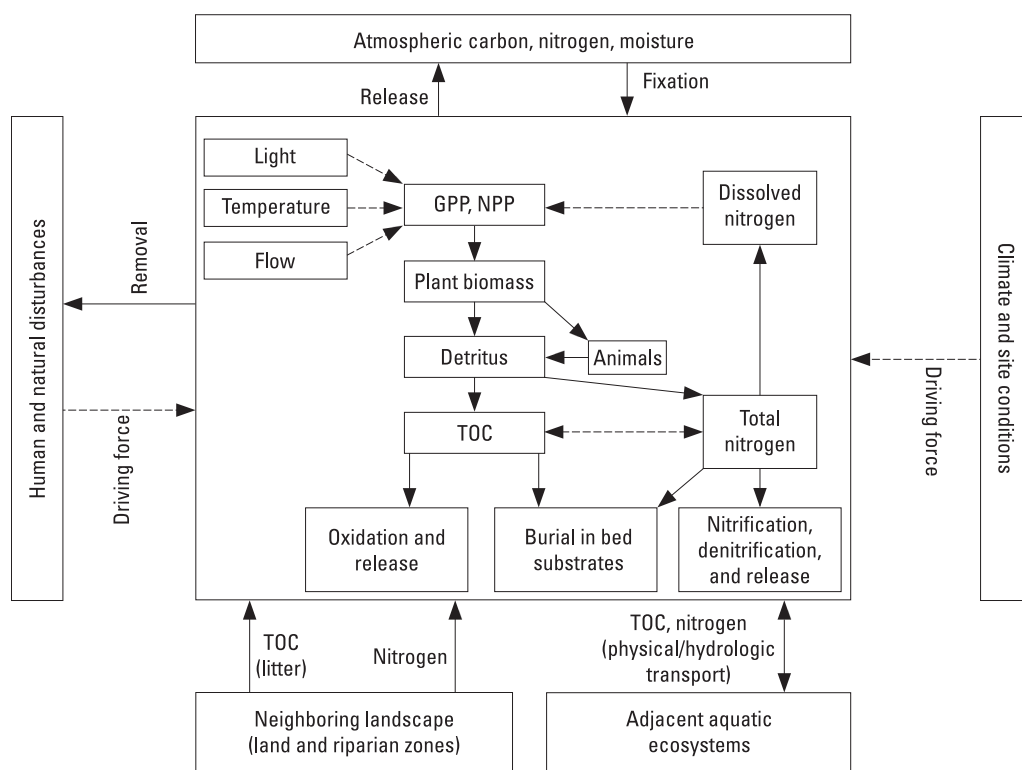 Atmospheric carbon, nitrogen, moisture
Release
Fixation
Human and natural disturbances
Removal
Driving force
Light
Temperature
Flow
GPP, NPP
Dissolved
nitrogen
Plant biomass
Detritus
Animals
TOC
Total
nitrogen
Oxidation and
release
Burial in bed
substrates
Nitrification,
denitrification,
and release
Driving force
Climate and site
conditions
TOC
(litter)
Nitrogen
TOC, nitrogen
(physical/hydrologic
transport)
Neighboring landscape
(land and riparian zones)
Adjacent aquatic
ecosystems